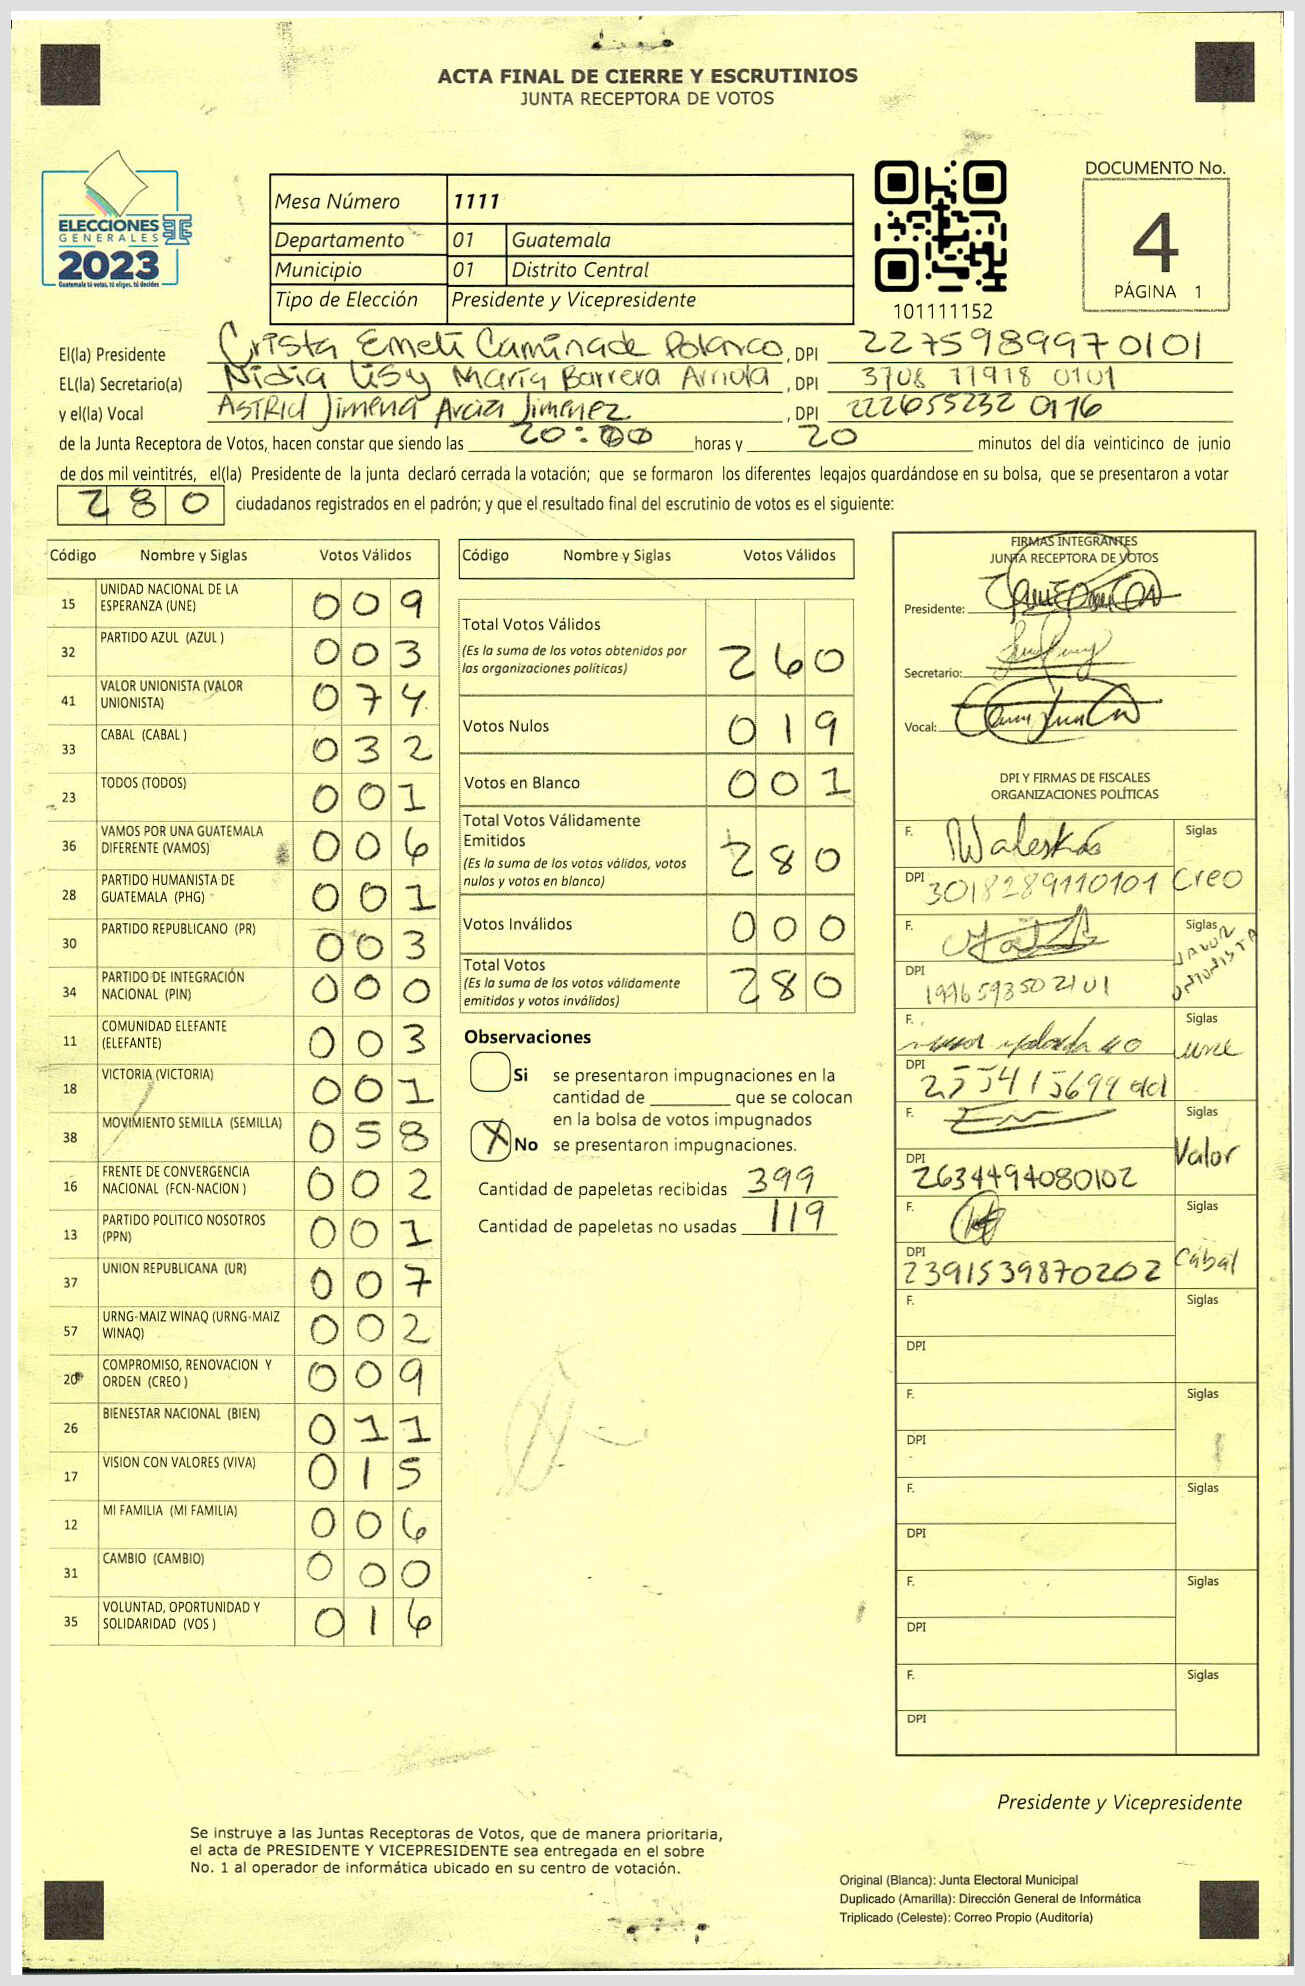 ACTA FINAL DE CIERRE Y ESCRUTINIOS
JUNTA RECEPTORA DE VOTOS
ELECCIONES
GENERALES
2023
Guatemala tú votas, tú eliges, tú decides
Mesa Número 1111
Departamento 01 Guatemala
Municipio 01 Distrito Central
Tipo de Elección Presidente y Vicepresidente
101111152
DOCUMENTO No.
4
PÁGINA 1
El(la) Presidente Crista Emeli Caminade Polanco, DPI 2275989970101
EL(la) Secretario(a) Nidia Lisy María Barrera Arriola, DPI 3708 77918 0101
y el(la) Vocal ASTRID Jimena Arcia Jimenez, DPI 222655232 0116
de la Junta Receptora de Votos, hacen constar que siendo las 20:00 horas y 20 minutos del día veinticinco de junio
de dos mil veintitrés, el(la) Presidente de la junta declaró cerrada la votación; que se formaron los diferentes legajos guardándose en su bolsa, que se presentaron a votar
280 ciudadanos registrados en el padrón; y que el resultado final del escrutinio de votos es el siguiente:
Código Nombre y Siglas Votos Válidos
15 UNIDAD NACIONAL DE LA ESPERANZA (UNE) 009
32 PARTIDO AZUL (AZUL ) 003
41 VALOR UNIONISTA (VALOR UNIONISTA) 074
33 CABAL (CABAL ) 032
23 TODOS (TODOS) 001
36 VAMOS POR UNA GUATEMALA DIFERENTE (VAMOS) 006
28 PARTIDO HUMANISTA DE GUATEMALA (PHG) 001
30 PARTIDO REPUBLICANO (PR) 003
34 PARTIDO DE INTEGRACIÓN NACIONAL (PIN) 000
11 COMUNIDAD ELEFANTE (ELEFANTE) 003
18 VICTORIA (VICTORIA) 001
38 MOVIMIENTO SEMILLA (SEMILLA) 058
16 FRENTE DE CONVERGENCIA NACIONAL (FCN-NACION ) 002
13 PARTIDO POLITICO NOSOTROS (PPN) 001
37 UNION REPUBLICANA (UR) 007
57 URNG-MAIZ WINAQ (URNG-MAIZ WINAQ) 002
20 COMPROMISO, RENOVACION Y ORDEN (CREO ) 009
26 BIENESTAR NACIONAL (BIEN) 011
17 VISION CON VALORES (VIVA) 015
12 MI FAMILIA (MI FAMILIA) 006
31 CAMBIO (CAMBIO) 000
35 VOLUNTAD, OPORTUNIDAD Y SOLIDARIDAD (VOS ) 016
Código Nombre y Siglas Votos Válidos
Total Votos Válidos 260
(Es la suma de los votos obtenidos por
las organizaciones políticas)
Votos Nulos 019
Votos en Blanco 001
Total Votos Válidamente
Emitidos 280
(Es la suma de los votos válidos, votos
nulos y votos en blanco)
Votos Inválidos 000
Total Votos 280
(Es la suma de los votos válidamente
emitidos y votos inválidos)
Observaciones
Si se presentaron impugnaciones en la
cantidad de ________ que se colocan
en la bolsa de votos impugnados
X No se presentaron impugnaciones.
Cantidad de papeletas recibidas 399
Cantidad de papeletas no usadas 119
FIRMAS INTEGRANTES
JUNTA RECEPTORA DE VOTOS
Presidente:
Secretario:
Vocal:
DPI Y FIRMAS DE FISCALES
ORGANIZACIONES POLÍTICAS
F. Waleska Siglas
DPI 3018289110101 Creo
F. Siglas VALOR UNIONISTA
DPI 1996593502101
F. Siglas une
DPI
F. Siglas Valor
DPI 2634494080102
F. Siglas Cabal
DPI 2391539870202
F. Siglas
DPI
F. Siglas
DPI
F. Siglas
DPI
F. Siglas
DPI
F. Siglas
DPI
Presidente y Vicepresidente
Se instruye a las Juntas Receptoras de Votos, que de manera prioritaria,
el acta de PRESIDENTE Y VICEPRESIDENTE sea entregada en el sobre
No. 1 al operador de informática ubicado en su centro de votación.
Original (Blanca): Junta Electoral Municipal
Duplicado (Amarilla): Dirección General de Informática
Triplicado (Celeste): Correo Propio (Auditoría)